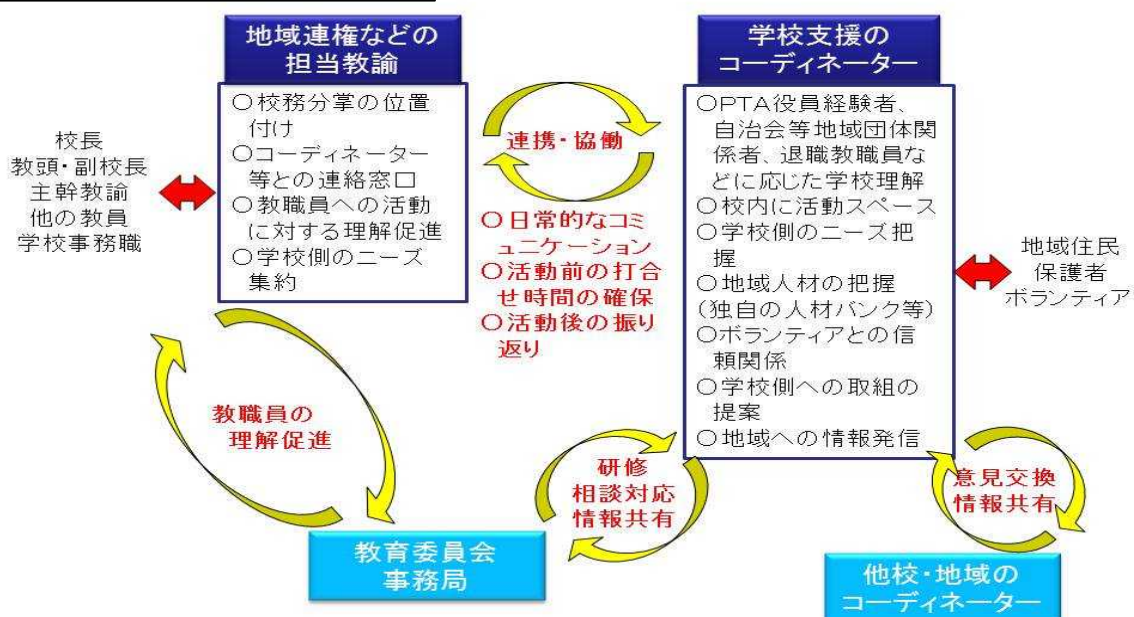 地域連権などの
担当教諭
○校務分掌の位置
付け
○コーディネーター
等との連絡窓口
○教職員への活動
に対する理解促進
○学校側のニーズ
集約
校長
教頭・副校長
主幹教諭
他の教員
学校事務職
連携・協働
○日常的なコミ
ュニケーション
○活動前の打合
せ時間の確保
○活動後の振り
返り
学校支援の
コーディネーター
○PTA役員経験者、
自治会等地域団体関
係者、退職教職員な
どに応じた学校理解
○校内に活動スペース
○学校側のニーズ把
握
○地域人材の把握
(独自の人材バンク等)
○ボランティアとの信
頼関係
○学校側への取組の
提案
○地域への情報発信
地域住民
保護者
ボランティア
教職員の
理解促進
研修
相談対応
情報共有
意見交換
情報共有
教育委員会
事務局
他校・地域の
コーディネーター